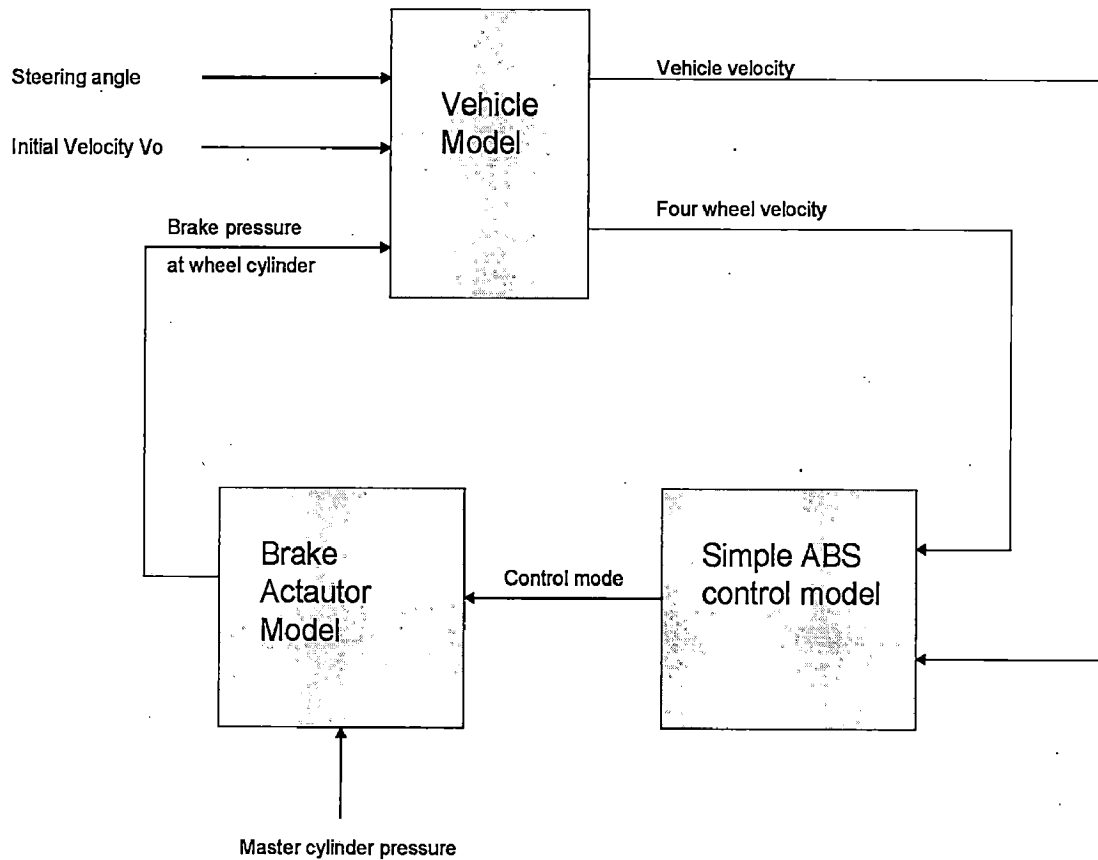 Steering angle
Initial Velocity Vo
Brake pressure
at wheel cylinder
Vehicle
Model
Vehicle velocity
Four wheel velocity
Brake
Actautor
Model
Control mode
Simple ABS
control model
Master cylinder pressure